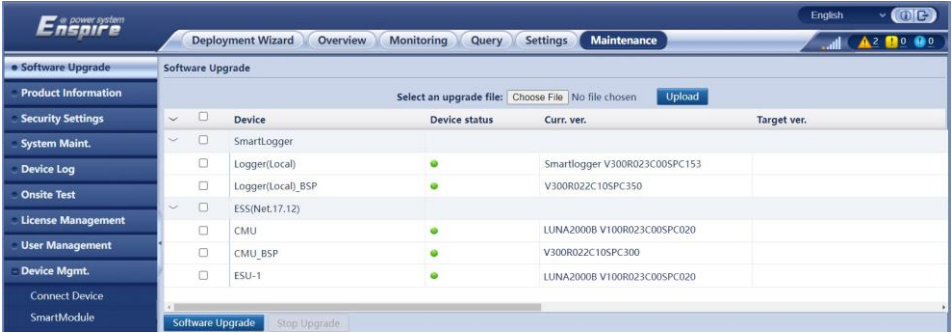 e power system
Enspire
English
Deployment Wizard Overview Monitoring Query Settings Maintenance
2 0 0
Software Upgrade
Product Information
Security Settings
System Maint.
Device Log
Onsite Test
License Management
User Management
Device Mgmt.
Connect Device
SmartModule
Software Upgrade
Select an upgrade file: Choose File No file chosen Upload
Device Device status Curr. ver. Target ver.
SmartLogger
Logger(Local) Smartlogger V300R023C00SPC153
Logger(Local)_BSP V300R022C10SPC350
ESS(Net.17.12)
CMU LUNA2000B V100R023C00SPC020
CMU_BSP V300R022C10SPC300
ESU-1 LUNA2000B V100R023C00SPC020
Software Upgrade Stop Upgrade